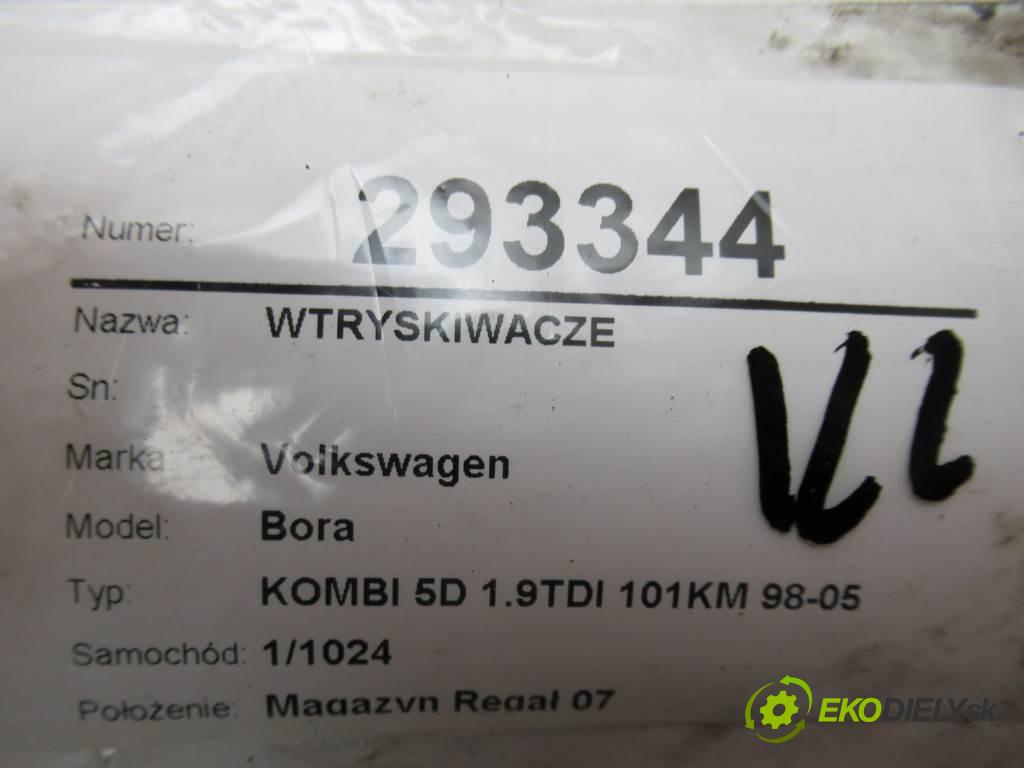 Numer: 293344
Nazwa: WTRYSKIWACZE
Sn:
Marka: Volkswagen
Model: Bora
Typ: KOMBI 5D 1.9TDI 101KM 98-05
Samochód: 1/1024
Położenie: Magazyn Regał 07
EKODIELY.sk